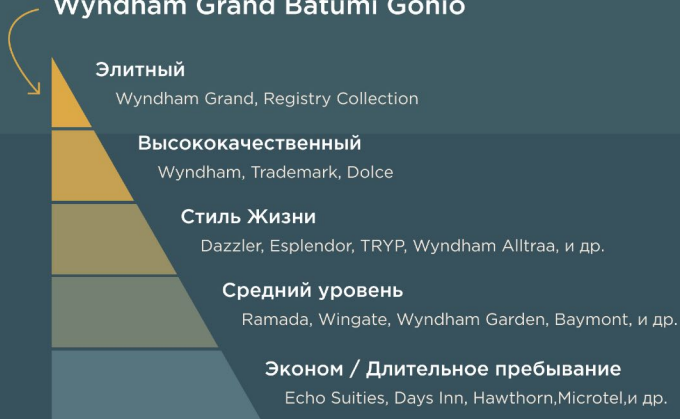 Wyndham Grand Batumi Gonio
Элитный
Wyndham Grand, Registry Collection
Высококачественный
Wyndham, Trademark, Dolce
Стиль Жизни
Dazzler, Esplendor, TRYP, Wyndham Alltraa, и др.
Средний уровень
Ramada, Wingate, Wyndham Garden, Baymont, и др.
Эконом / Длительное пребывание
Echo Suities, Days Inn, Hawthorn,Microtel,и др.